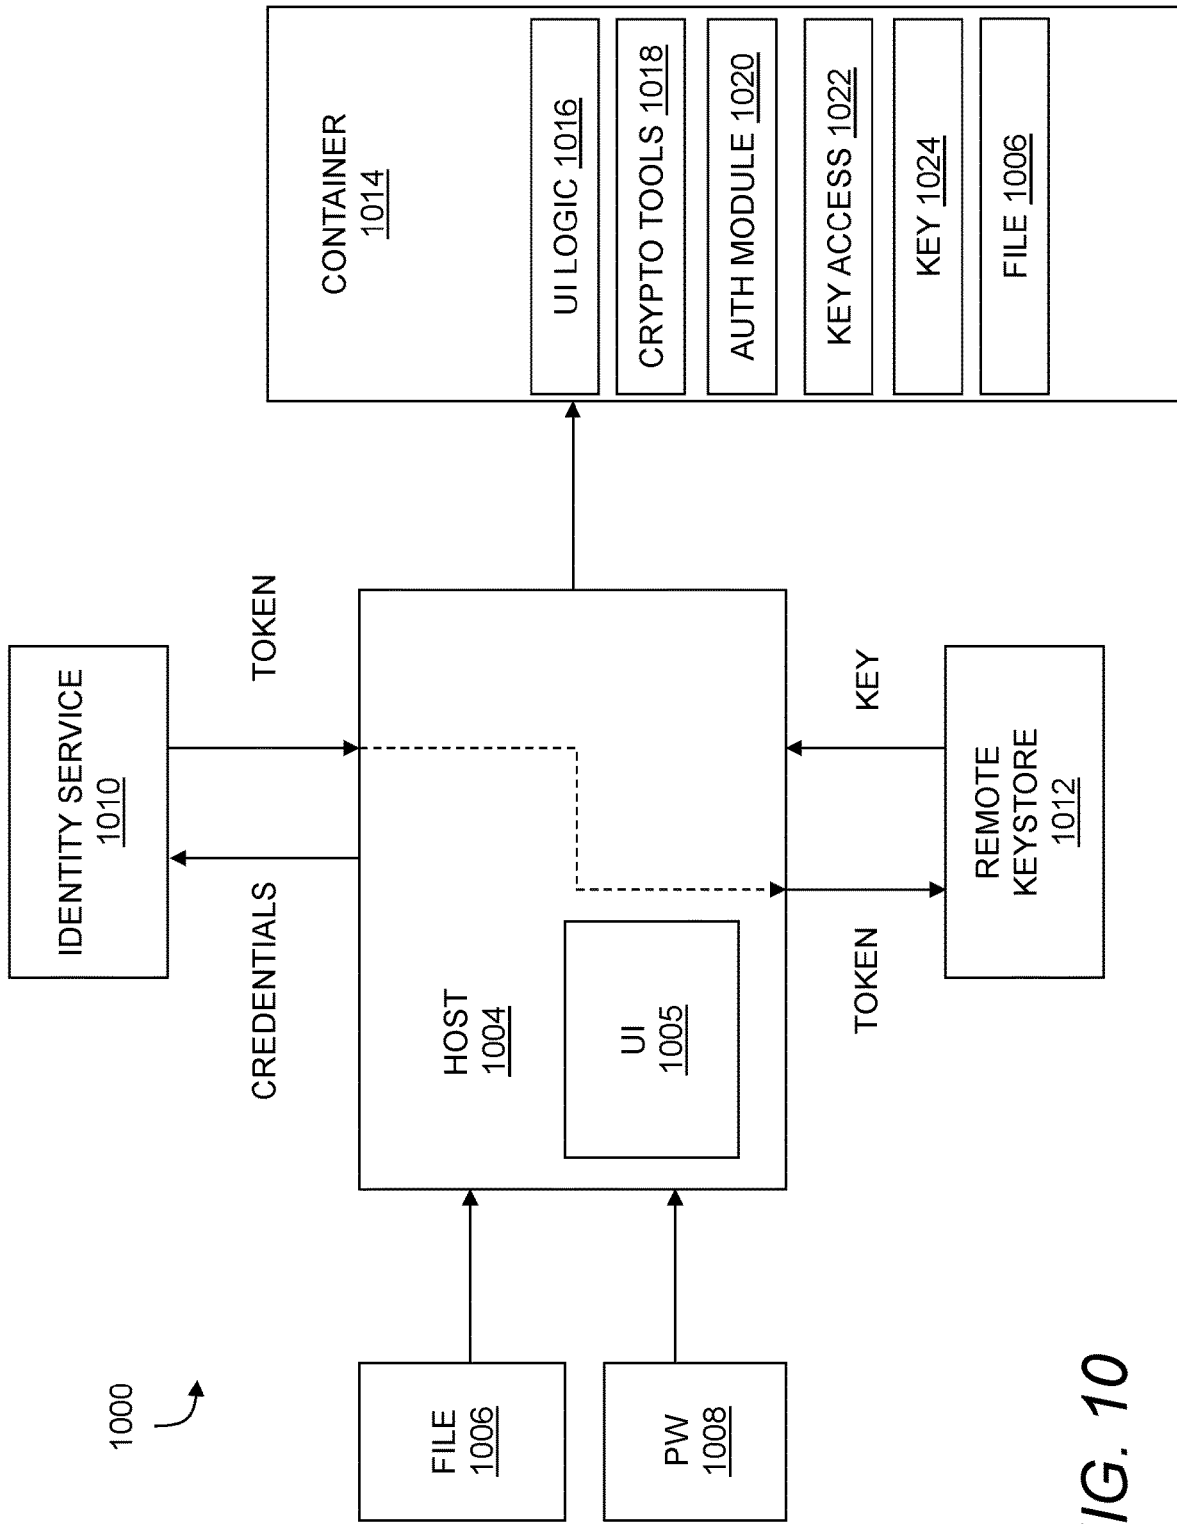 1000
IDENTITY SERVICE
1010
CREDENTIALS
TOKEN
FILE
1006
PW
1008
HOST
1004
UI
1005
TOKEN
KEY
REMOTE
KEYSTORE
1012
CONTAINER
1014
UI LOGIC 1016
CRYPTO TOOLS 1018
AUTH MODULE 1020
KEY ACCESS 1022
KEY 1024
FILE 1006
FIG. 10